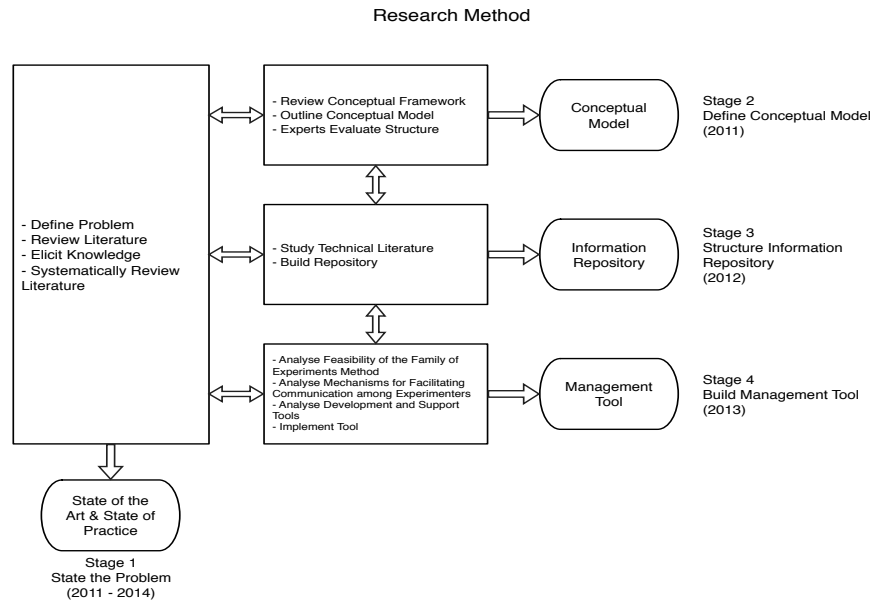 Research Method
- Define Problem
- Review Literature
- Elicit Knowledge
- Systematically Review
Literature
- Review Conceptual Framework
- Outline Conceptual Model
- Experts Evaluate Structure
Conceptual
Model
Stage 2
Define Conceptual Model
(2011)
- Study Technical Literature
- Build Repository
Information
Repository
Stage 3
Structure Information
Repository
(2012)
- Analyse Feasibility of the Family of
Experiments Method
- Analyse Mechanisms for Facilitating
Communication among Experimenters
- Analyse Development and Support
Tools
- Implement Tool
Management
Tool
Stage 4
Build Management Tool
(2013)
State of the
Art & State of
Practice
Stage 1
State the Problem
(2011 - 2014)